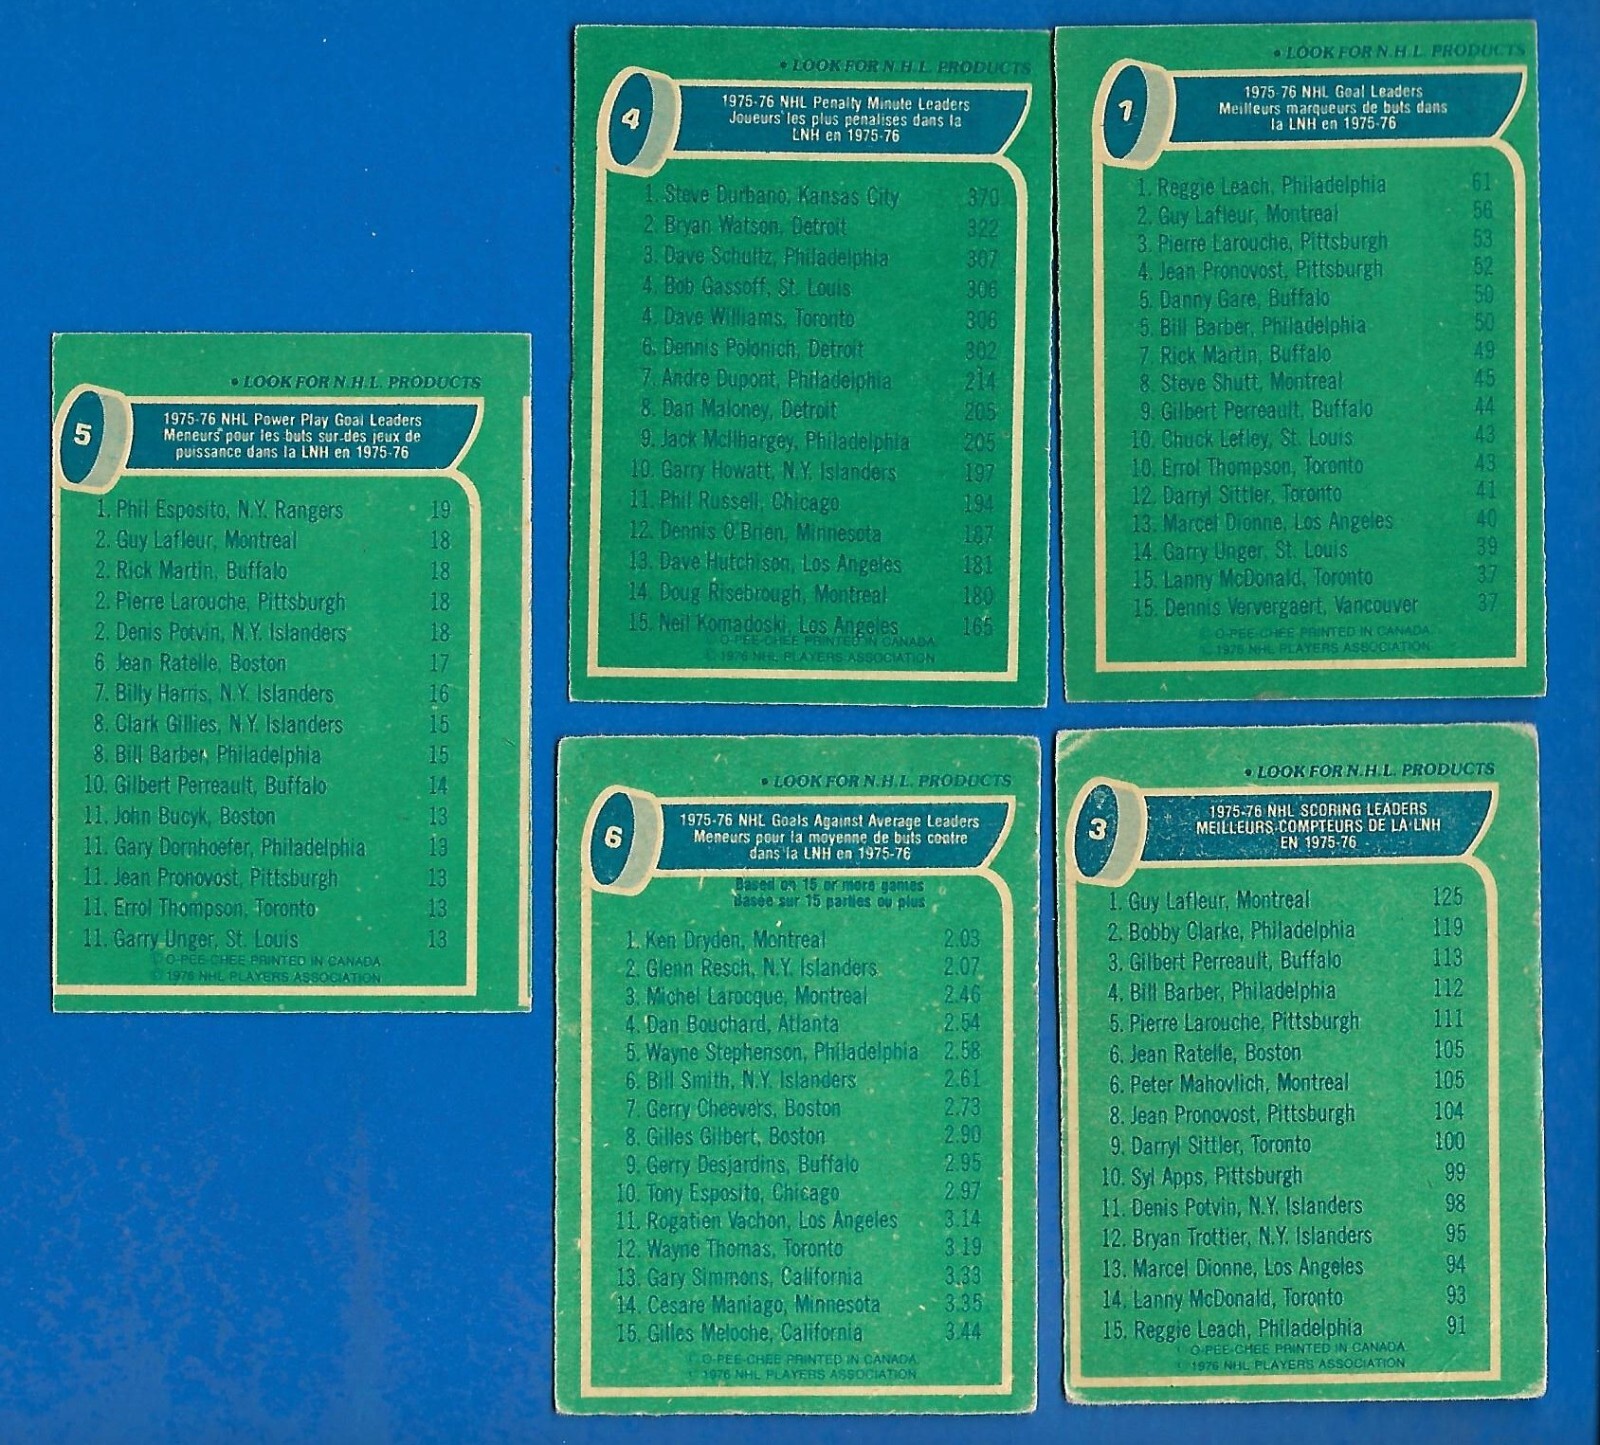 • LOOK FOR N.H.L. PRODUCTS
4
1975-76 NHL Penalty Minute Leaders
Joueurs les plus penalises dans la
LNH en 1975-76
1. Steve Durbano, Kansas City 370
2. Bryan Watson, Detroit 322
3. Dave Schultz, Philadelphia 307
4. Bob Gassoff, St. Louis 306
4. Dave Williams, Toronto 306
6. Dennis Polonich, Detroit 302
7. Andre Dupont, Philadelphia 214
8. Dan Maloney, Detroit 205
9. Jack McIlhargey, Philadelphia 205
10. Garry Howatt, N.Y. Islanders 197
11. Phil Russell, Chicago 194
12. Dennis O'Brien, Minnesota 187
13. Dave Hutchison, Los Angeles 181
14. Doug Risebrough, Montreal 180
15. Neil Komadoski, Los Angeles 165
O-PEE-CHEE PRINTED IN CANADA
© 1976 NHL PLAYERS ASSOCIATION
• LOOK FOR N.H.L. PRODUCTS
1
1975-76 NHL Goal Leaders
Meilleurs marqueurs de buts dans
la LNH en 1975-76
1. Reggie Leach, Philadelphia 61
2. Guy Lafleur, Montreal 56
3. Pierre Larouche, Pittsburgh 53
4. Jean Pronovost, Pittsburgh 52
5. Danny Gare, Buffalo 50
5. Bill Barber, Philadelphia 50
7. Rick Martin, Buffalo 49
8. Steve Shutt, Montreal 45
9. Gilbert Perreault, Buffalo 44
10. Chuck Lefley, St. Louis 43
10. Errol Thompson, Toronto 43
12. Darryl Sittler, Toronto 41
13. Marcel Dionne, Los Angeles 40
14. Garry Unger, St. Louis 39
15. Lanny McDonald, Toronto 37
15. Dennis Ververgaert, Vancouver 37
© O-PEE-CHEE PRINTED IN CANADA
© 1976 NHL PLAYERS ASSOCIATION
• LOOK FOR N.H.L. PRODUCTS
5
1975-76 NHL Power Play Goal Leaders
Meneurs pour les buts sur des jeux de
puissance dans la LNH en 1975-76
1. Phil Esposito, N.Y. Rangers 19
2. Guy Lafleur, Montreal 18
2. Rick Martin, Buffalo 18
2. Pierre Larouche, Pittsburgh 18
2. Denis Potvin, N.Y. Islanders 18
6. Jean Ratelle, Boston 17
7. Billy Harris, N.Y. Islanders 16
8. Clark Gillies, N.Y. Islanders 15
8. Bill Barber, Philadelphia 15
10. Gilbert Perreault, Buffalo 14
11. John Bucyk, Boston 13
11. Gary Dornhoefer, Philadelphia 13
11. Jean Pronovost, Pittsburgh 13
11. Errol Thompson, Toronto 13
11. Garry Unger, St. Louis 13
© O-PEE-CHEE PRINTED IN CANADA
© 1976 NHL PLAYERS ASSOCIATION
• LOOK FOR N.H.L. PRODUCTS
6
1975-76 NHL Goals Against Average Leaders
Meneurs pour la moyenne de buts contre
dans la LNH en 1975-76
Based on 15 or more games
Basée sur 15 parties ou plus
1. Ken Dryden, Montreal 2.03
2. Glenn Resch, N.Y. Islanders 2.07
3. Michel Larocque, Montreal 2.46
4. Dan Bouchard, Atlanta 2.54
5. Wayne Stephenson, Philadelphia 2.58
6. Bill Smith, N.Y. Islanders 2.61
7. Gerry Cheevers, Boston 2.73
8. Gilles Gilbert, Boston 2.90
9. Gerry Desjardins, Buffalo 2.95
10. Tony Esposito, Chicago 2.97
11. Rogatien Vachon, Los Angeles 3.14
12. Wayne Thomas, Toronto 3.19
13. Gary Simmons, California 3.33
14. Cesare Maniago, Minnesota 3.35
15. Gilles Meloche, California 3.44
© O-PEE-CHEE PRINTED IN CANADA
© 1976 NHL PLAYERS ASSOCIATION
• LOOK FOR N.H.L. PRODUCTS
3
1975-76 NHL SCORING LEADERS
MEILLEURS COMPTEURS DE LA LNH
EN 1975-76
1. Guy Lafleur, Montreal 125
2. Bobby Clarke, Philadelphia 119
3. Gilbert Perreault, Buffalo 113
4. Bill Barber, Philadelphia 112
5. Pierre Larouche, Pittsburgh 111
6. Jean Ratelle, Boston 105
6. Peter Mahovlich, Montreal 105
8. Jean Pronovost, Pittsburgh 104
9. Darryl Sittler, Toronto 100
10. Syl Apps, Pittsburgh 99
11. Denis Potvin, N.Y. Islanders 98
12. Bryan Trottier, N.Y. Islanders 95
13. Marcel Dionne, Los Angeles 94
14. Lanny McDonald, Toronto 93
15. Reggie Leach, Philadelphia 91
O-PEE-CHEE PRINTED IN CANADA
1976 NHL PLAYERS ASSOCIATION